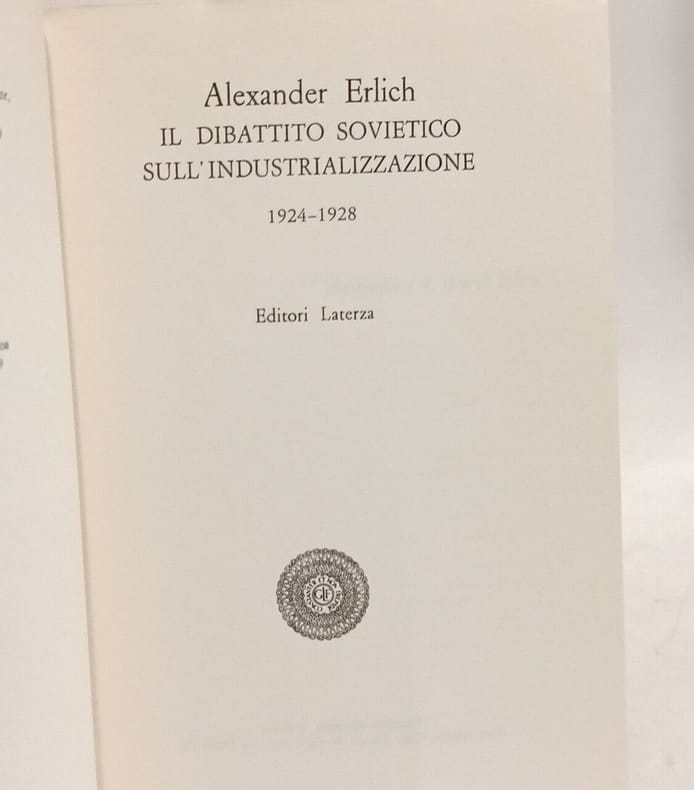 Alexander Erlich
IL DIBATTITO SOVIETICO
SULL'INDUSTRIALIZZAZIONE
1924-1928
Editori Laterza